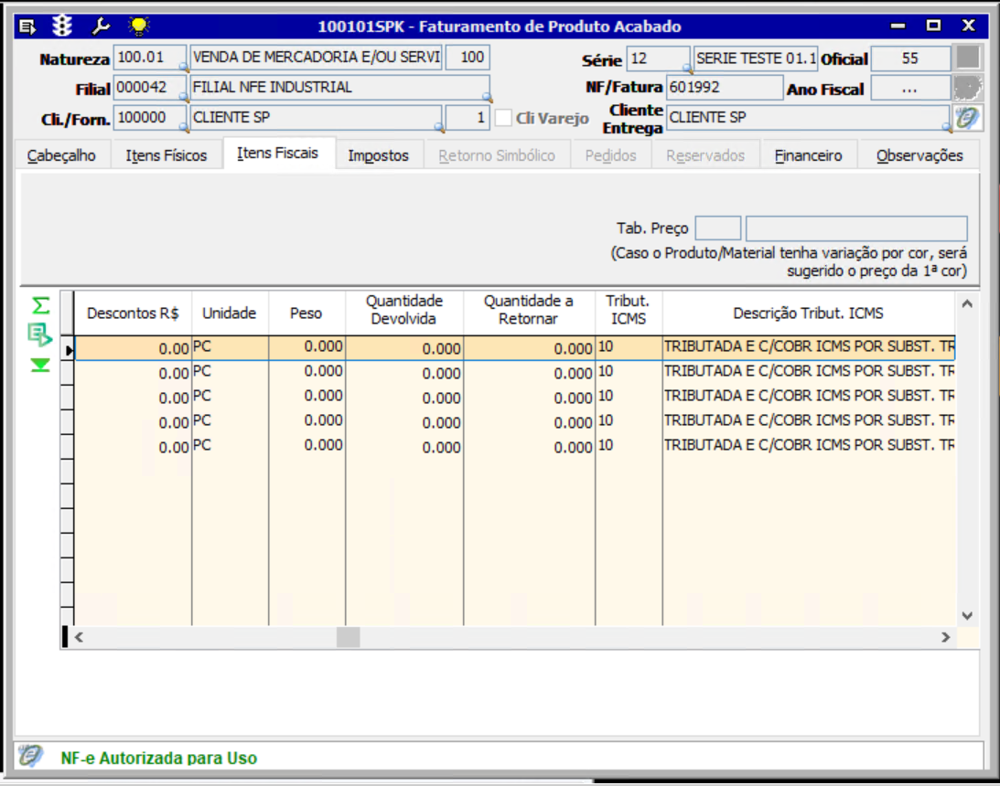 100101SPK - Faturamento de Produto Acabado
Natureza 100.01 VENDA DE MERCADORIA E/OU SERVI 100 Série 12 SERIE TESTE 01.1 Oficial 55
Filial 000042 FILIAL NFE INDUSTRIAL NF/Fatura 601992 Ano Fiscal ...
Cli./Forn. 100000 CLIENTE SP 1 Cli Varejo Cliente Entrega CLIENTE SP
Cabeçalho Itens Físicos Itens Fiscais Impostos Retorno Simbólico Pedidos Reservados Financeiro Observações
Tab. Preço
(Caso o Produto/Material tenha variação por cor, será
sugerido o preço da 1ª cor)
Descontos R$ Unidade Peso Quantidade Devolvida Quantidade a Retornar Tribut. ICMS Descrição Tribut. ICMS
0.00 PC 0.000 0.000 0.000 10 TRIBUTADA E C/COBR ICMS POR SUBST. TR
0.00 PC 0.000 0.000 0.000 10 TRIBUTADA E C/COBR ICMS POR SUBST. TR
0.00 PC 0.000 0.000 0.000 10 TRIBUTADA E C/COBR ICMS POR SUBST. TR
0.00 PC 0.000 0.000 0.000 10 TRIBUTADA E C/COBR ICMS POR SUBST. TR
0.00 PC 0.000 0.000 0.000 10 TRIBUTADA E C/COBR ICMS POR SUBST. TR
NF-e Autorizada para Uso